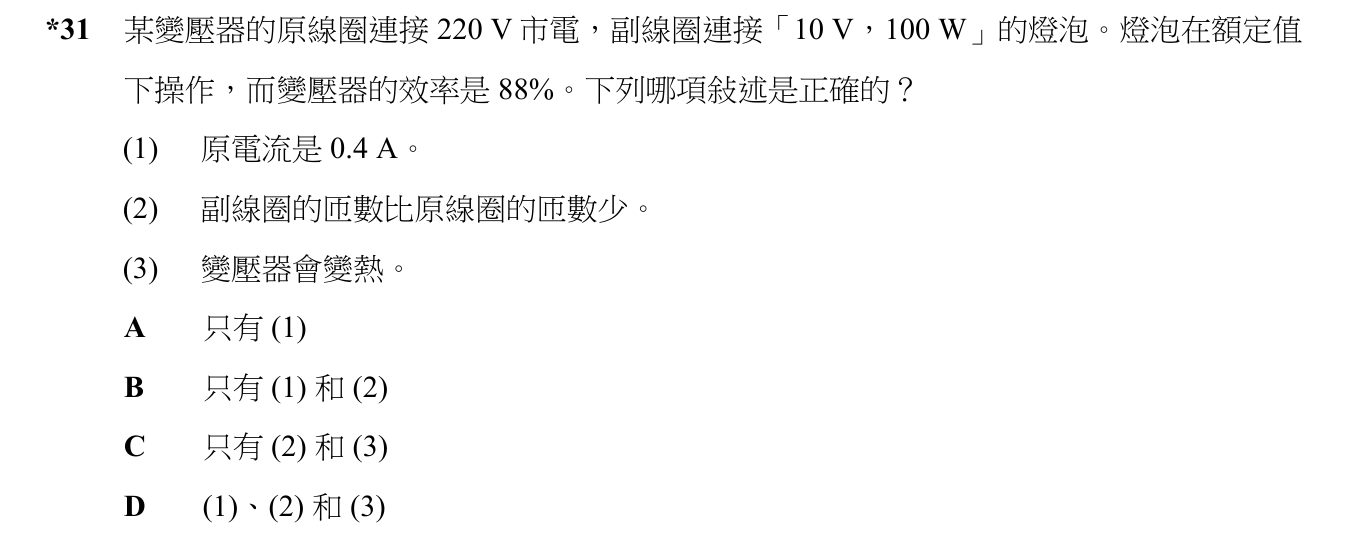 *31 某變壓器的原線圈連接 220 V 市電,副線圈連接「10 V,100 W」的燈泡。燈泡在額定值
下操作,而變壓器的效率是 88%。下列哪項敍述是正確的?
(1) 原電流是 0.4 A。
(2) 副線圈的匝數比原線圈的匝數少。
(3) 變壓器會變熱。
A 只有 (1)
B 只有 (1) 和 (2)
C 只有 (2) 和 (3)
D (1)、(2) 和 (3)